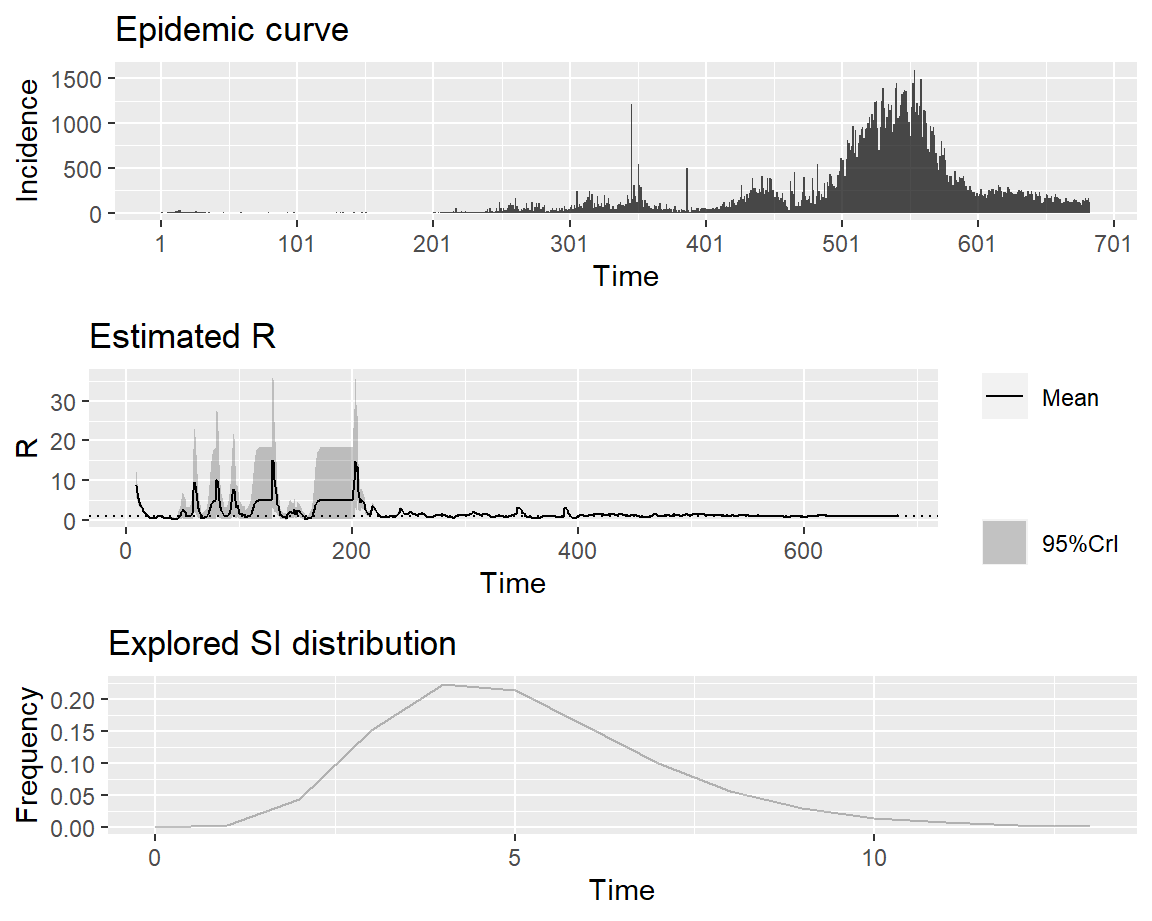 Epidemic curve
Incidence
1500
1000
500
0
1 101 201 301 401 501 601 701
Time
Estimated R
R
30
20
10
0
0 200 400 600
Time
Mean
95%CrI
Explored SI distribution
Frequency
0.20
0.15
0.10
0.05
0.00
0 5 10
Time